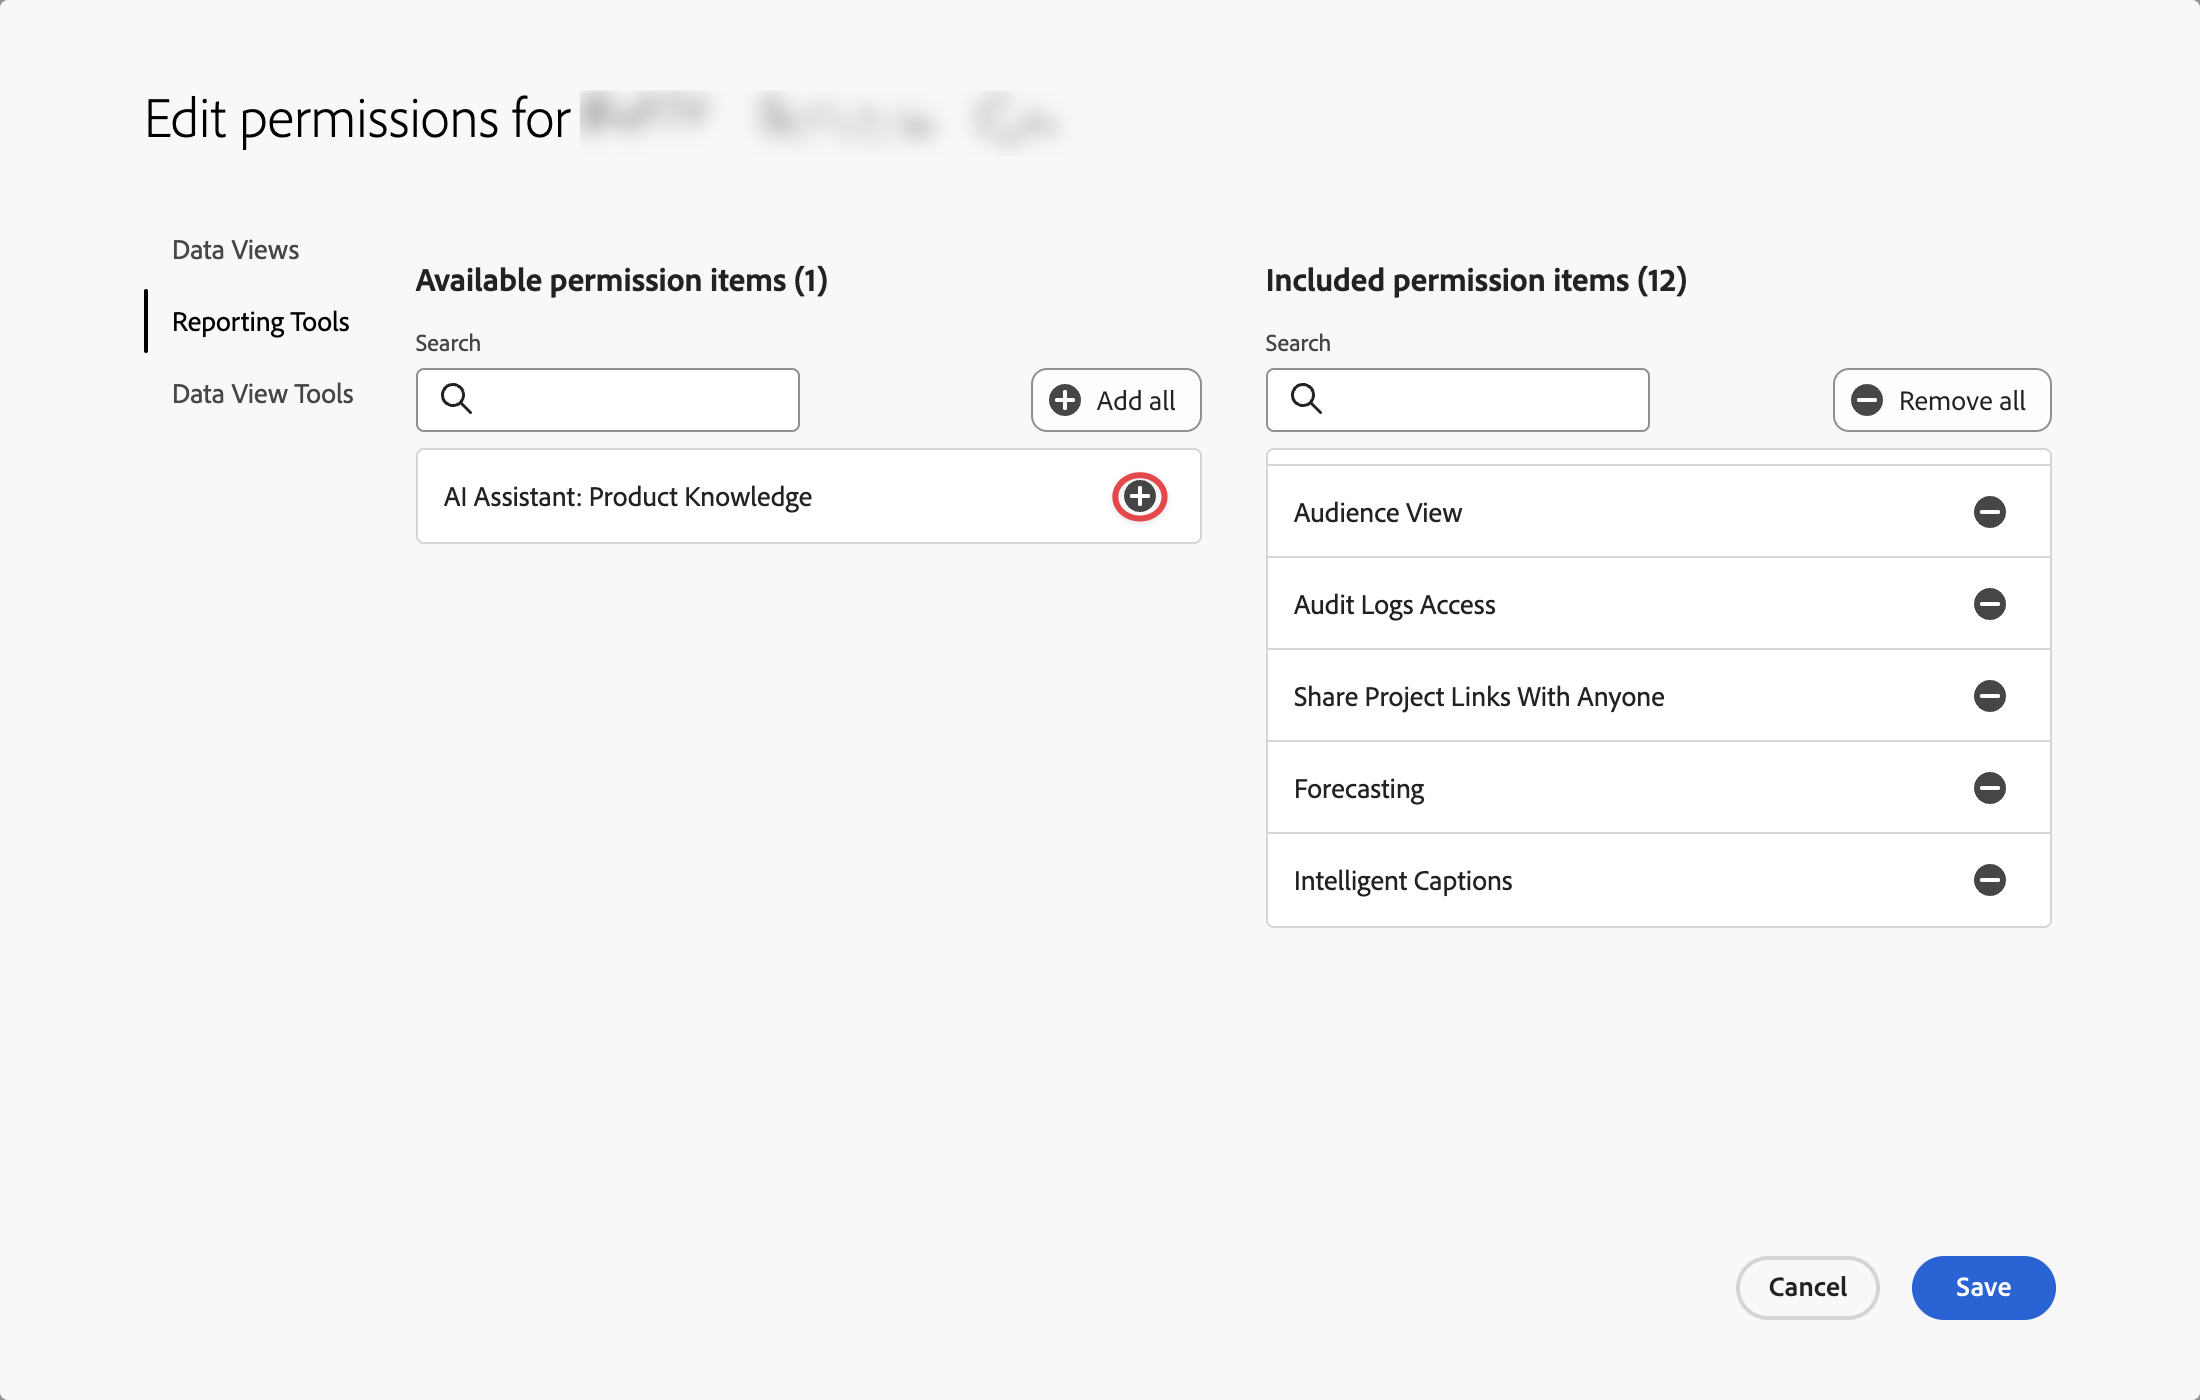 Edit permissions for
Data Views
Reporting Tools
Data View Tools
Available permission items (1)
Search
Add all
AI Assistant: Product Knowledge
Included permission items (12)
Search
Remove all
Audience View
Audit Logs Access
Share Project Links With Anyone
Forecasting
Intelligent Captions
Cancel
Save